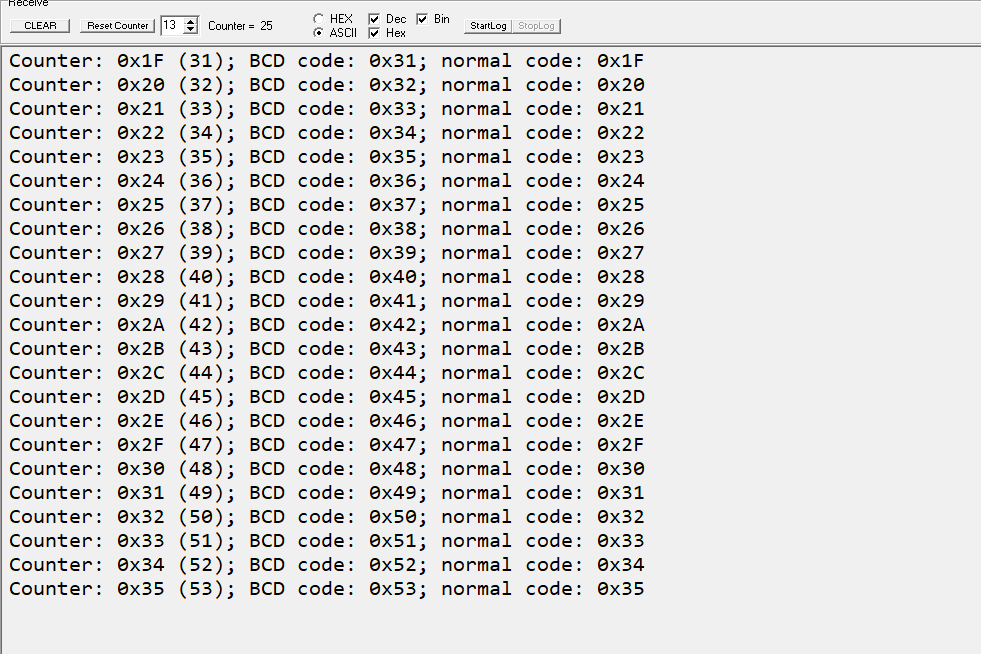 Receive
CLEAR Reset Counter 13 Counter = 25 HEX ASCII Dec Hex Bin StartLog StopLog
Counter: 0x1F (31); BCD code: 0x31; normal code: 0x1F
Counter: 0x20 (32); BCD code: 0x32; normal code: 0x20
Counter: 0x21 (33); BCD code: 0x33; normal code: 0x21
Counter: 0x22 (34); BCD code: 0x34; normal code: 0x22
Counter: 0x23 (35); BCD code: 0x35; normal code: 0x23
Counter: 0x24 (36); BCD code: 0x36; normal code: 0x24
Counter: 0x25 (37); BCD code: 0x37; normal code: 0x25
Counter: 0x26 (38); BCD code: 0x38; normal code: 0x26
Counter: 0x27 (39); BCD code: 0x39; normal code: 0x27
Counter: 0x28 (40); BCD code: 0x40; normal code: 0x28
Counter: 0x29 (41); BCD code: 0x41; normal code: 0x29
Counter: 0x2A (42); BCD code: 0x42; normal code: 0x2A
Counter: 0x2B (43); BCD code: 0x43; normal code: 0x2B
Counter: 0x2C (44); BCD code: 0x44; normal code: 0x2C
Counter: 0x2D (45); BCD code: 0x45; normal code: 0x2D
Counter: 0x2E (46); BCD code: 0x46; normal code: 0x2E
Counter: 0x2F (47); BCD code: 0x47; normal code: 0x2F
Counter: 0x30 (48); BCD code: 0x48; normal code: 0x30
Counter: 0x31 (49); BCD code: 0x49; normal code: 0x31
Counter: 0x32 (50); BCD code: 0x50; normal code: 0x32
Counter: 0x33 (51); BCD code: 0x51; normal code: 0x33
Counter: 0x34 (52); BCD code: 0x52; normal code: 0x34
Counter: 0x35 (53); BCD code: 0x53; normal code: 0x35